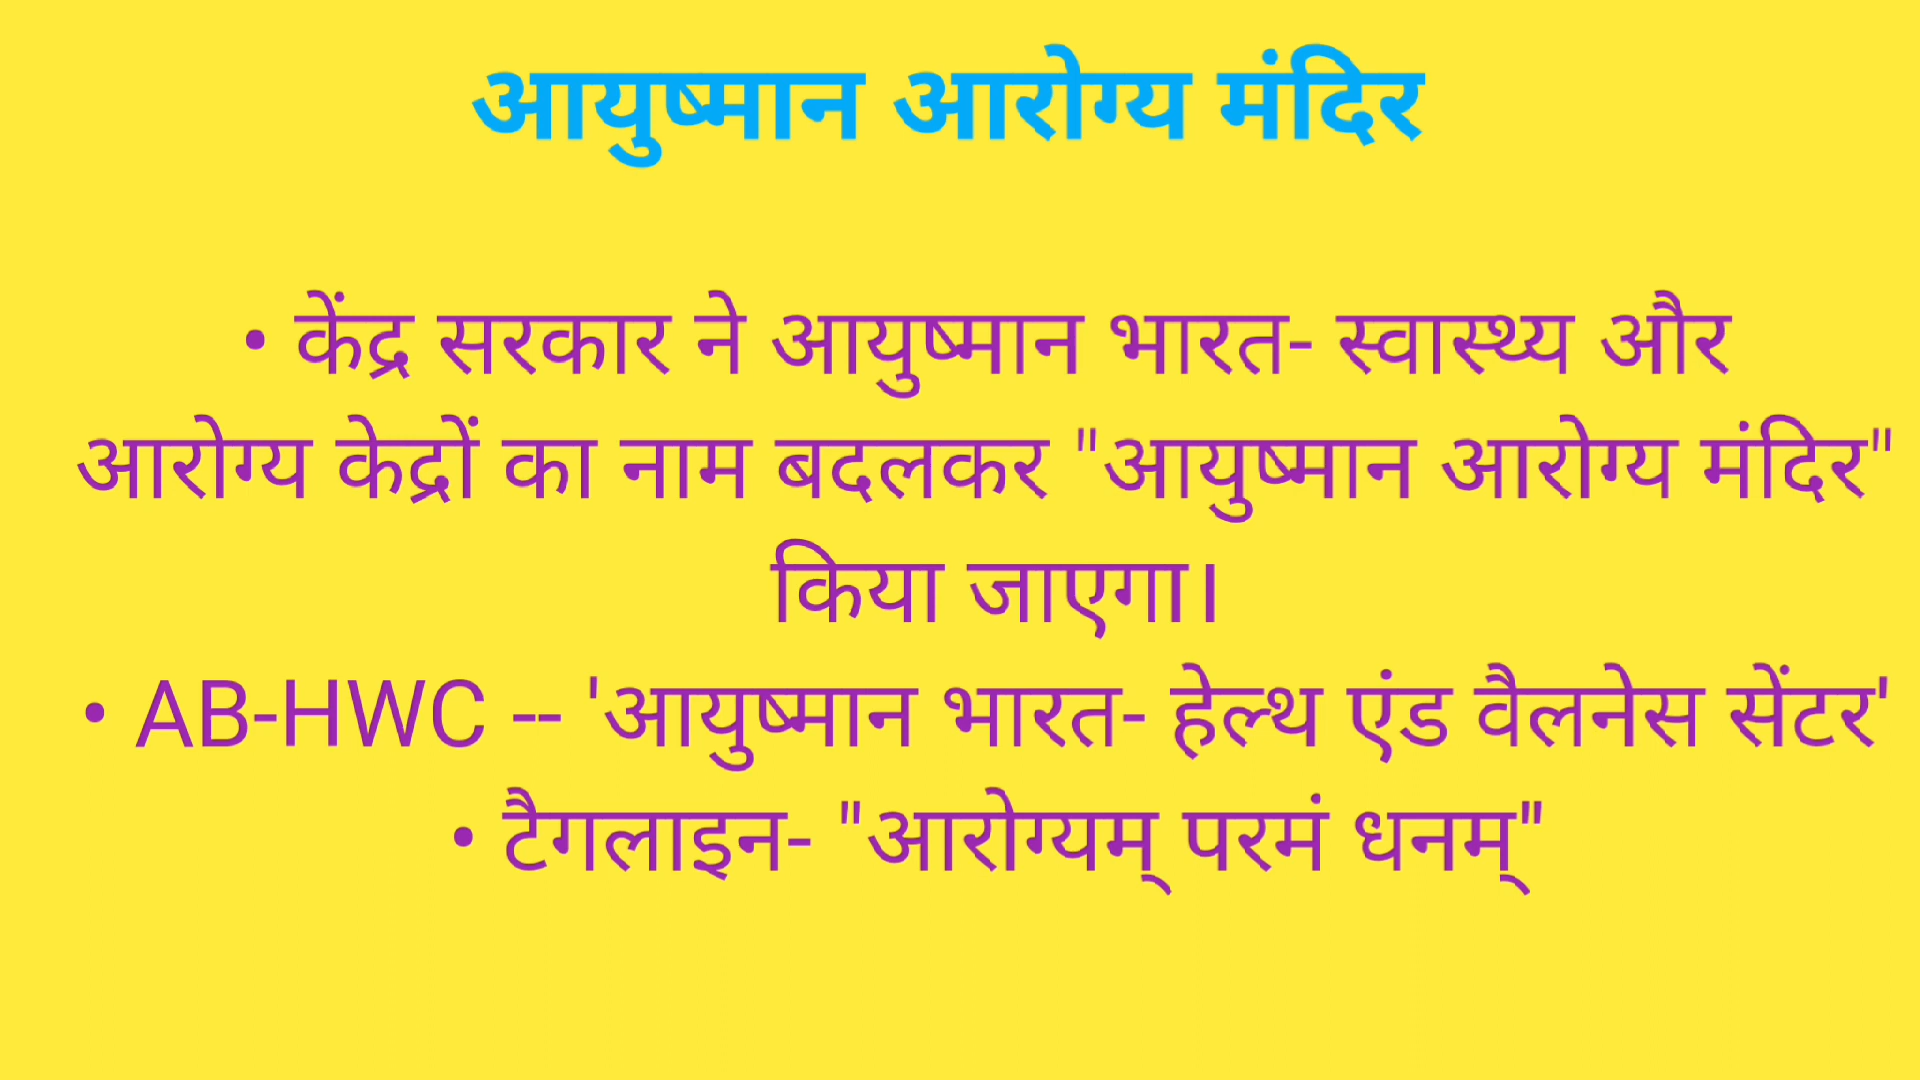 आयुष्मान आरोग्य मंदिर
• केंद्र सरकार ने आयुष्मान भारत- स्वास्थ्य और
आरोग्य केद्रों का नाम बदलकर "आयुष्मान आरोग्य मंदिर"
किया जाएगा।
• AB-HWC -- 'आयुष्मान भारत- हेल्थ एंड वैलनेस सेंटर'
• टैगलाइन- "आरोग्यम् परमं धनम्"